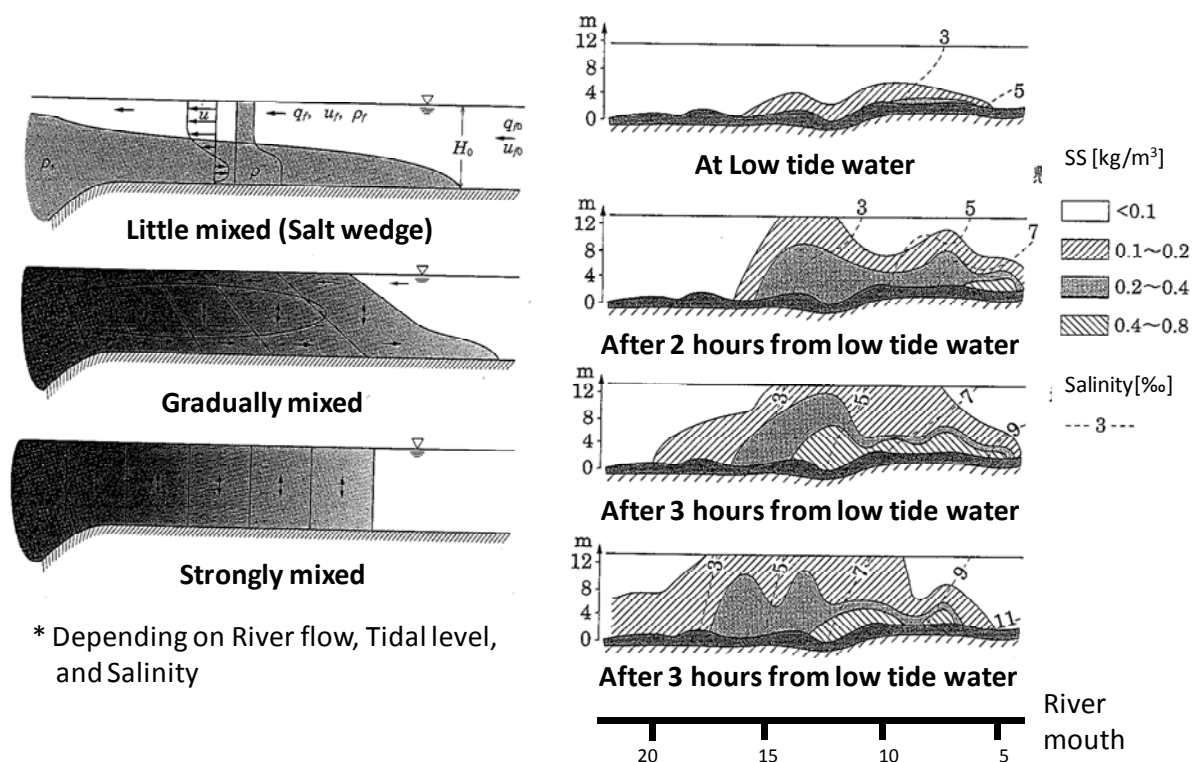 ū
q_f, u_f, ρ_f
H₀
q_f0
u_f0
ρ
Little mixed (Salt wedge)
Gradually mixed
Strongly mixed
* Depending on River flow, Tidal level,
and Salinity
m
12
8
4
0
3
5
At Low tide water
m
12
8
4
0
3
5
7
After 2 hours from low tide water
m
12
8
4
0
3
5
7
9
After 3 hours from low tide water
m
12
8
4
0
3
5
7
9
11
After 3 hours from low tide water
20
15
10
5
River
mouth
SS [kg/m³]
<0.1
0.1~0.2
0.2~0.4
0.4~0.8
Salinity[‰]
3